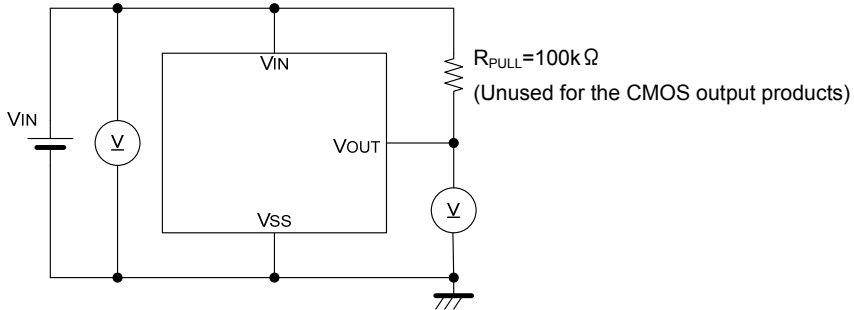 VIN
RPULL=100kΩ
(Unused for the CMOS output products)
VIN
V
VOUT
V
VSS